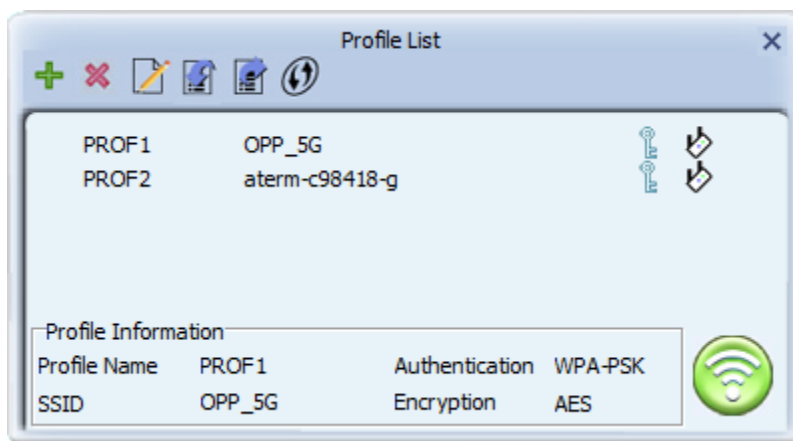 Profile List
PROF1 OPP_5G
PROF2 aterm-c98418-g
Profile Information
Profile Name PROF1 Authentication WPA-PSK
SSID OPP_5G Encryption AES